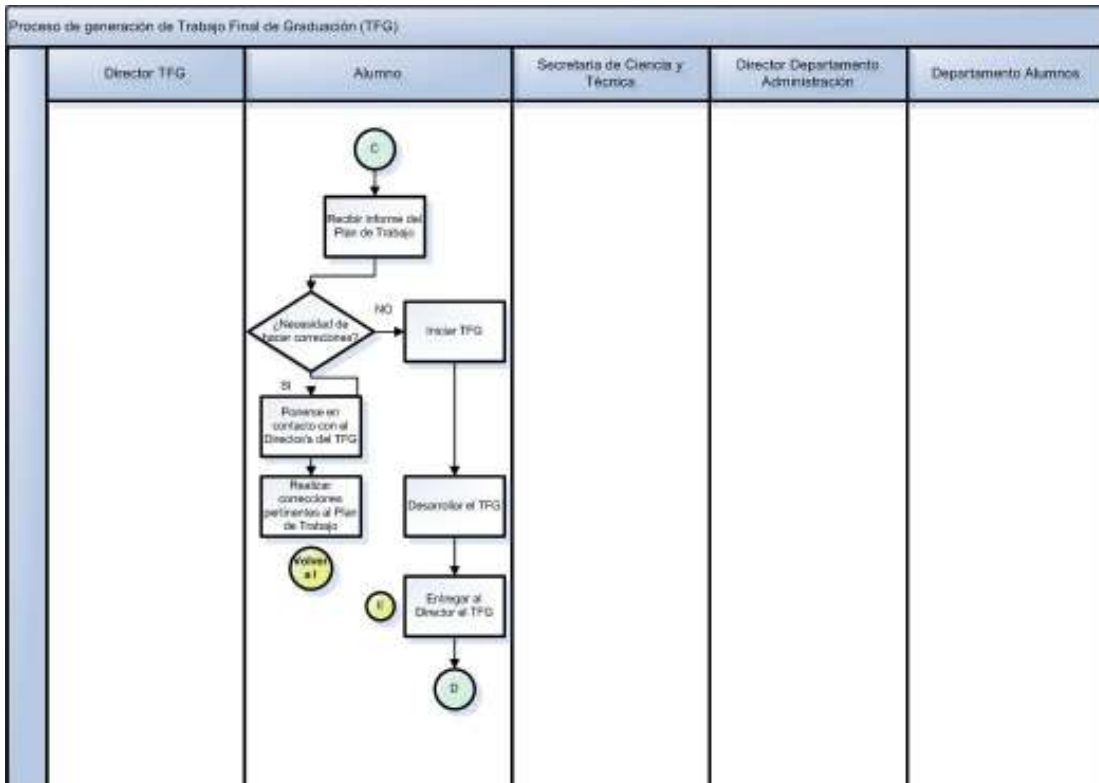 Proceso de generación de Trabajo Final de Graduación (TFG)
Director TFG
Alumno
Secretaria de Ciencia y
Técnica
Director Departamento
Administración
Departamento Alumnos
C
Recibir informe del
Plan de Trabajo
¿Necesidad de
hacer correcciones?
NO
Iniciar TFG
SI
Ponerse en
contacto con el
Director/a del TFG
Realizar
correcciones
pertinentes al Plan
de Trabajo
Desarrollar el TFG
Volver
a I
Entregar al
Director el TFG
D